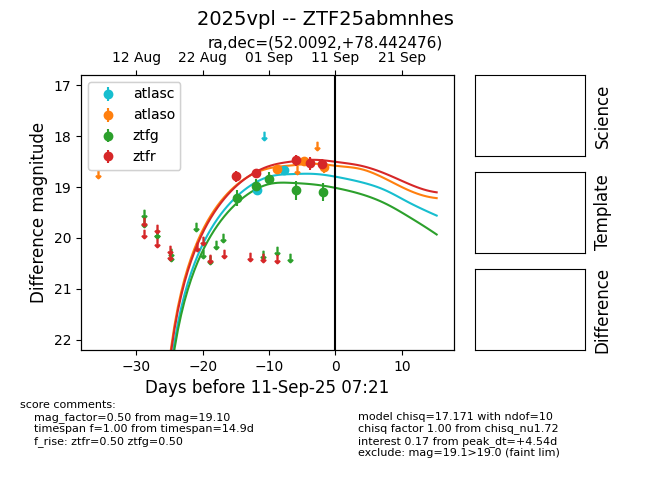 2025vpl -- ZTF25abmnhes
ra,dec=(52.0092,+78.442476)
12 Aug 22 Aug 01 Sep 11 Sep 21 Sep
17
18
19
20
21
22
Difference magnitude
atlasc
atlaso
ztfg
ztfr
−30 −20 −10 0 10
Days before 11-Sep-25 07:21
Science
Template
Difference
score comments:
mag_factor=0.50 from mag=19.10
timespan f=1.00 from timespan=14.9d
f_rise: ztfr=0.50 ztfg=0.50
model chisq=17.171 with ndof=10
chisq factor 1.00 from chisq_nu1.72
interest 0.17 from peak_dt=+4.54d
exclude: mag=19.1>19.0 (faint lim)